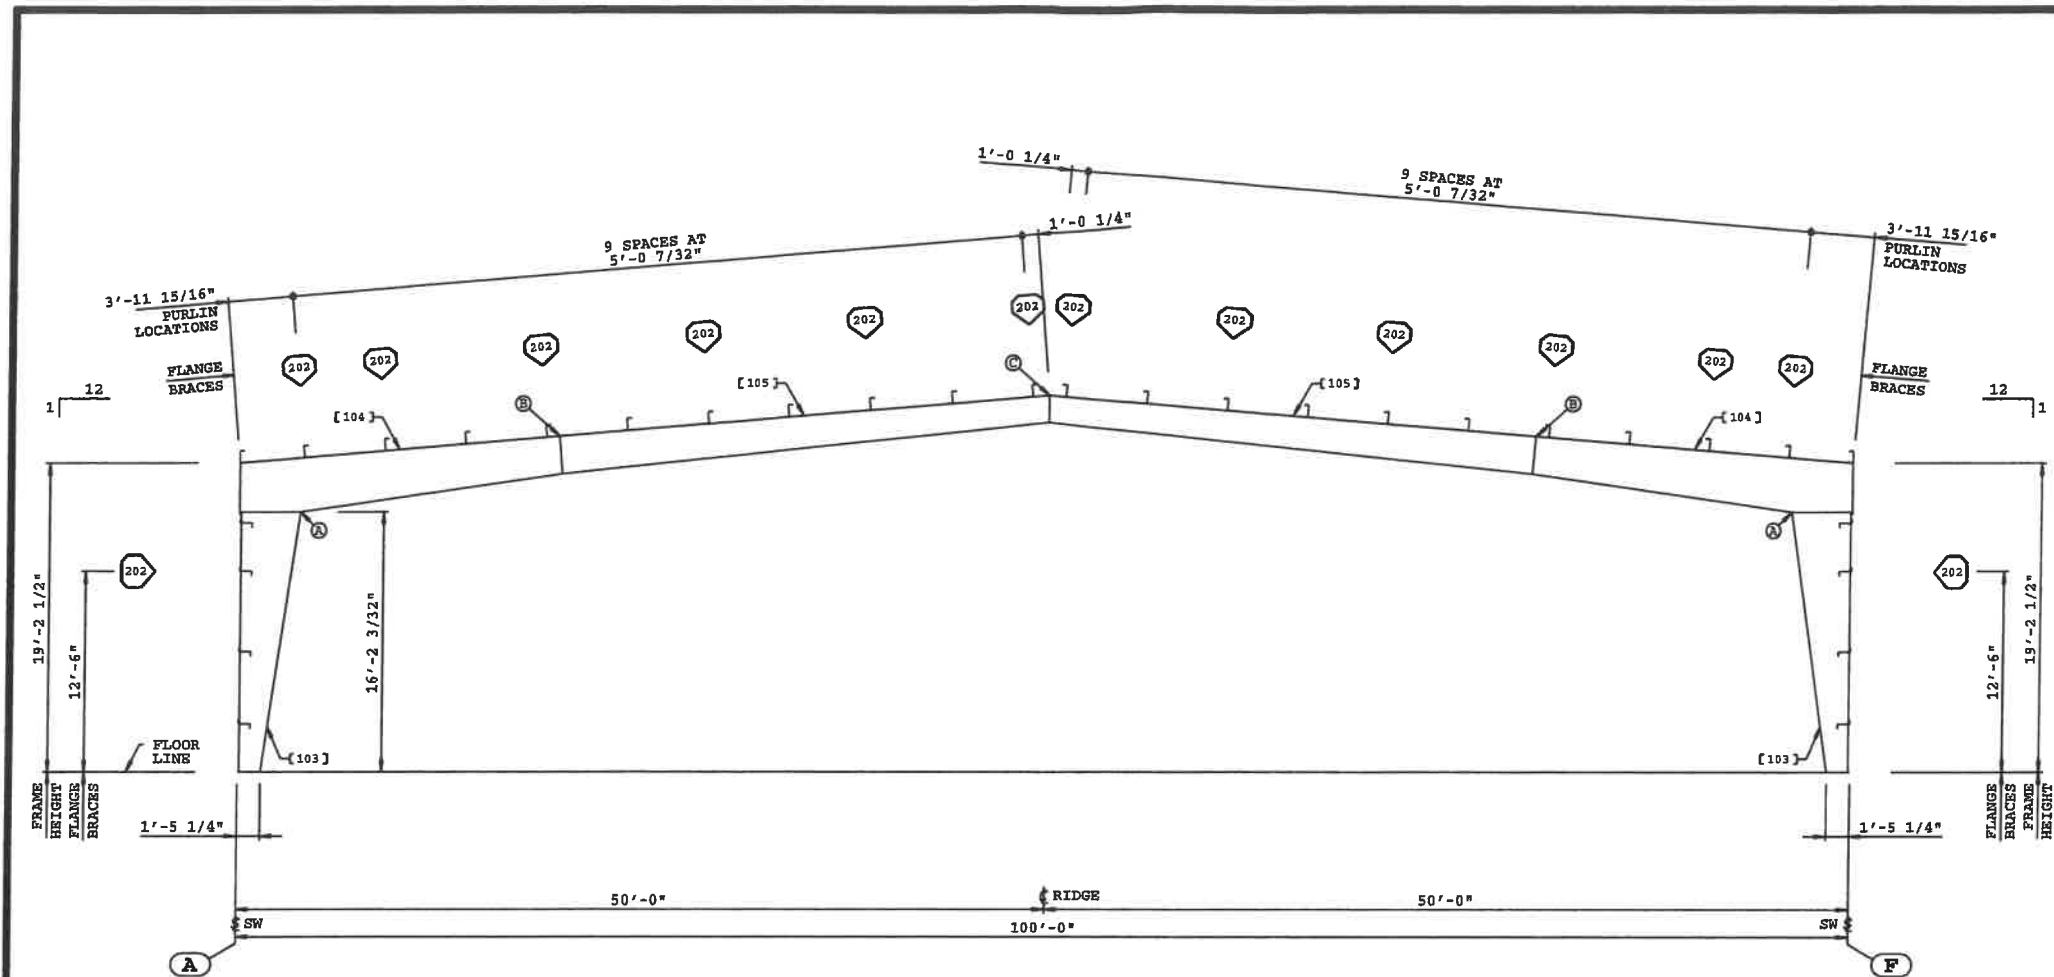 1'-0 1/4"
9 SPACES AT
5'-0 7/32"
3'-11 15/16"
PURLIN
LOCATIONS
9 SPACES AT
5'-0 7/32"
1'-0 1/4"
3'-11 15/16"
PURLIN
LOCATIONS
202
202
202
202
202
202
202
202
202
202
202
202
FLANGE
BRACES
FLANGE
BRACES
12
1
12
1
[104]
B
[105]
C
[105]
B
[104]
A
A
202
202
19'-2 1/2"
12'-6"
16'-2 3/32"
12'-6"
19'-2 1/2"
FLOOR
LINE
[103]
[103]
FRAME
HEIGHT
FLANGE
BRACES
FLANGE
BRACES
FRAME
HEIGHT
1'-5 1/4"
1'-5 1/4"
50'-0"
℄ RIDGE
50'-0"
℄ SW
100'-0"
SW ℄
A
F